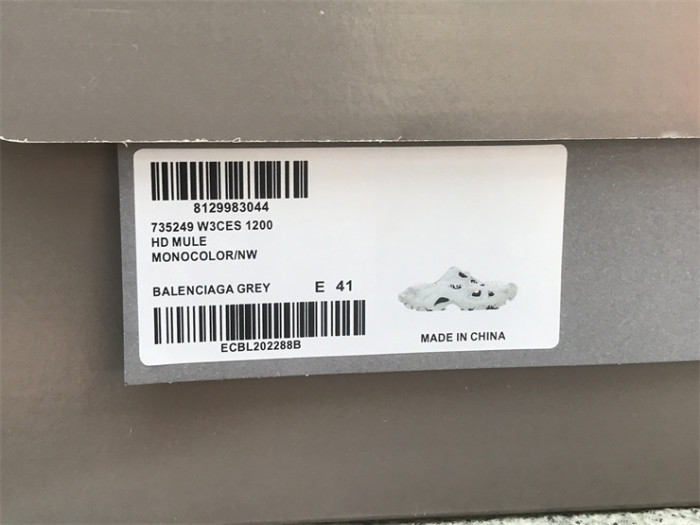 8129983044
735249 W3CES 1200
HD MULE
MONOCOLOR/NW
BALENCIAGA GREY E 41
ECBL202288B
MADE IN CHINA